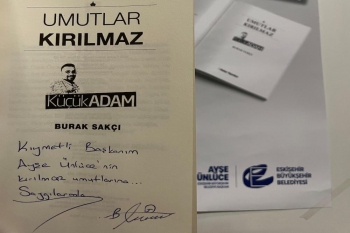 UMUTLAR
KIRILMAZ
KüçükADAM
BURAK SAKÇI
Kıymetli Başkanım
Ayşe Ünlüce'nin
kırılmaz umutlarına...
Saygılarımla
UMUTLAR
KIRILMAZ
AYŞE
ÜNLÜCE
ESKİŞEHİR
BÜYÜKŞEHİR
BELEDİYESİ